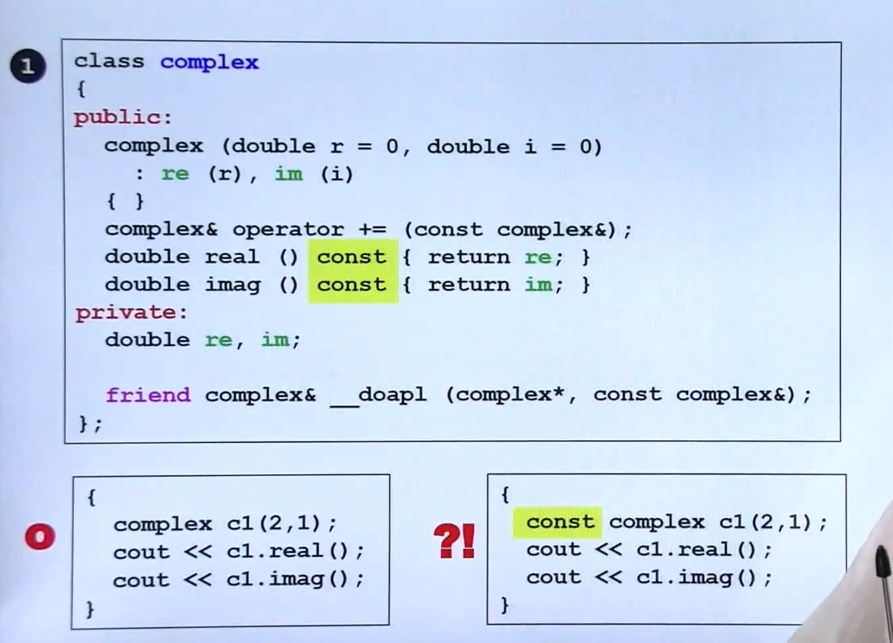 1
class complex
{
public:
complex (double r = 0, double i = 0)
: re (r), im (i)
{ }
complex& operator += (const complex&);
double real () const { return re; }
double imag () const { return im; }
private:
double re, im;
friend complex& __doapl (complex*, const complex&);
};
O
{
complex c1(2,1);
cout << c1.real();
cout << c1.imag();
}
?!
{
const complex c1(2,1);
cout << c1.real();
cout << c1.imag();
}